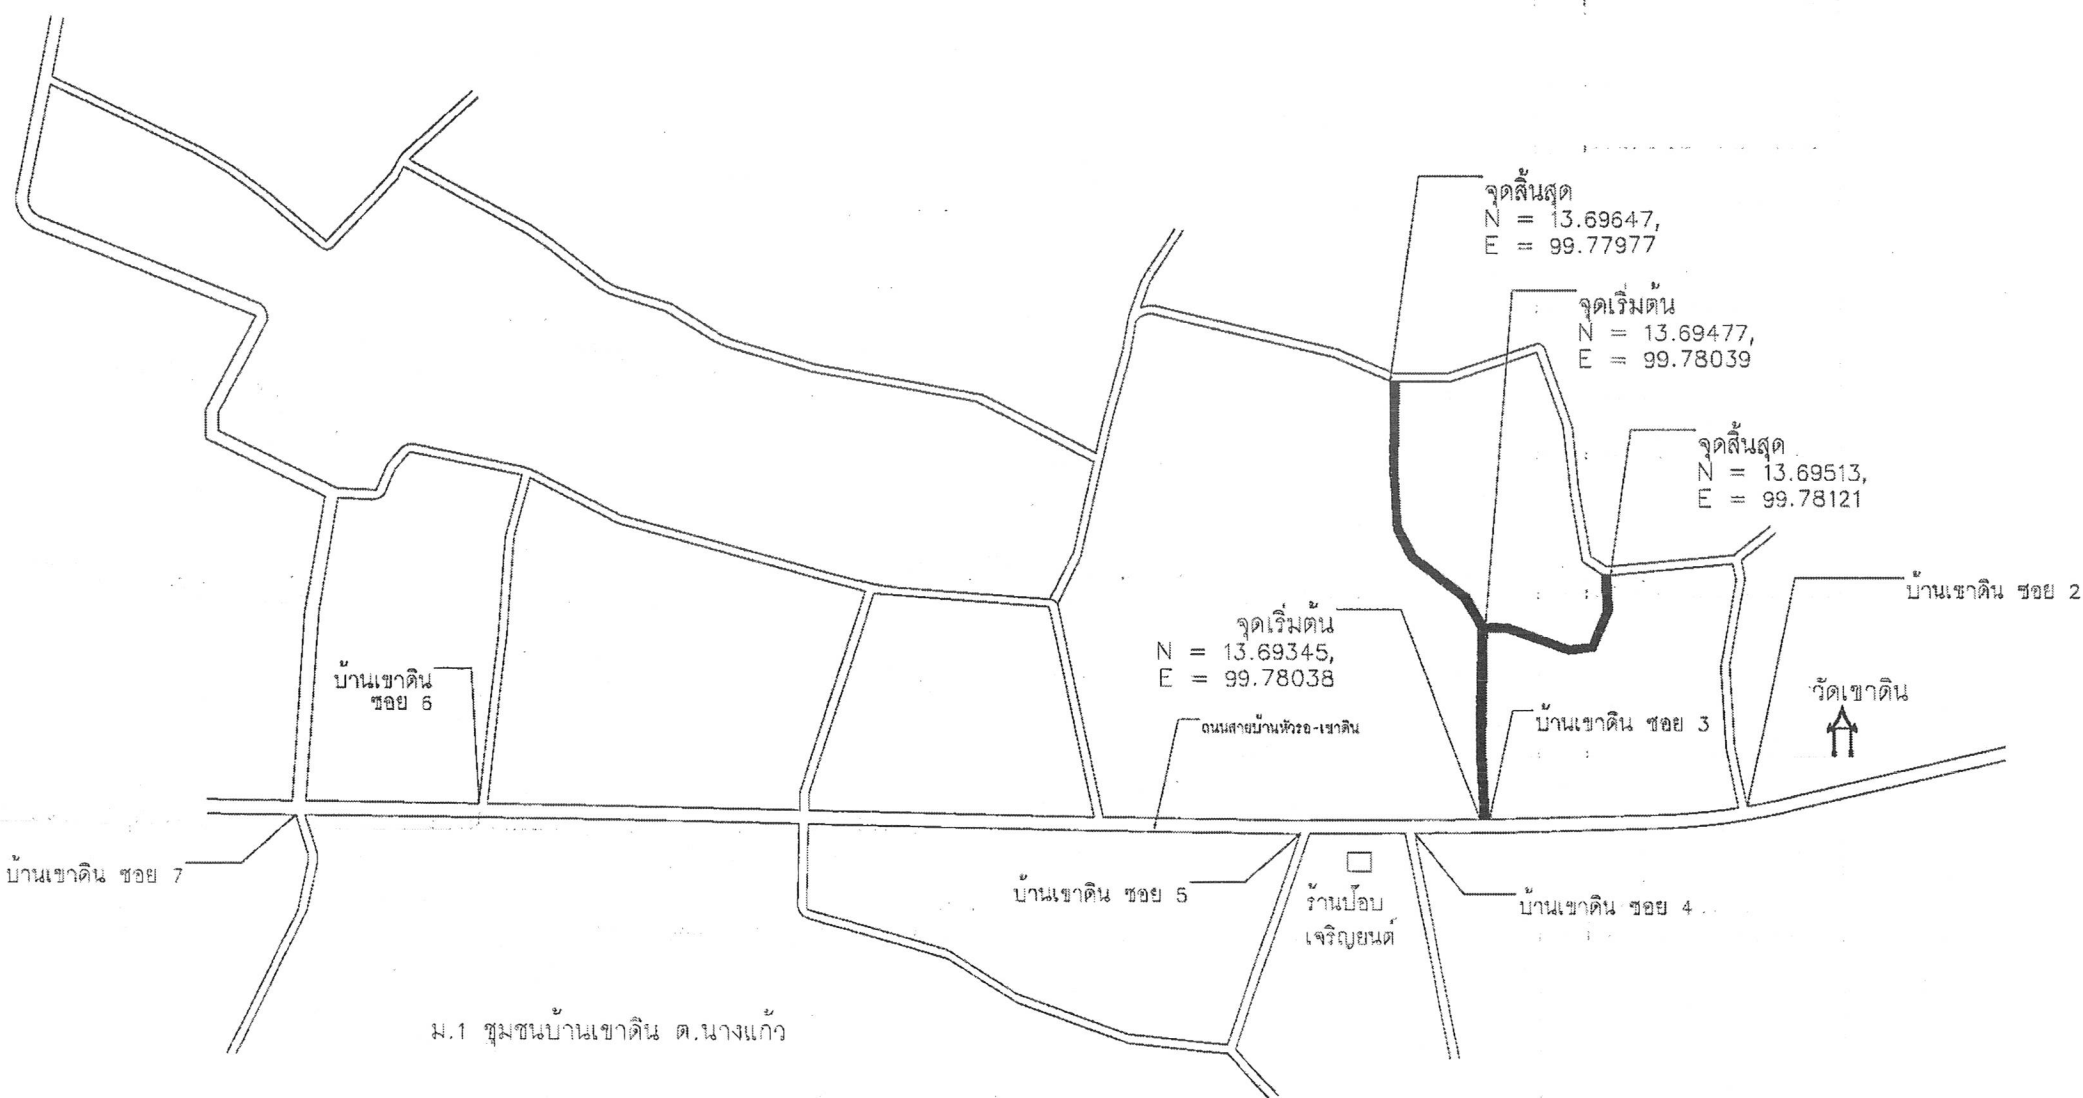 จุดสิ้นสุด
N = 13.69647,
E = 99.77977
จุดเริ่มต้น
N = 13.69477,
E = 99.78039
จุดสิ้นสุด
N = 13.69513,
E = 99.78121
บ้านเขาดิน ซอย 2
จุดเริ่มต้น
N = 13.69345,
E = 99.78038
บ้านเขาดิน
ซอย 6
วัดเขาดิน
ถนนสายบ้านหัวรอ-เขาดิน
บ้านเขาดิน ซอย 3
บ้านเขาดิน ซอย 7
บ้านเขาดิน ซอย 5
ร้านป๊อบ
เจริญยนต์
บ้านเขาดิน ซอย 4
ม.1 ชุมชนบ้านเขาดิน ต.นางแก้ว